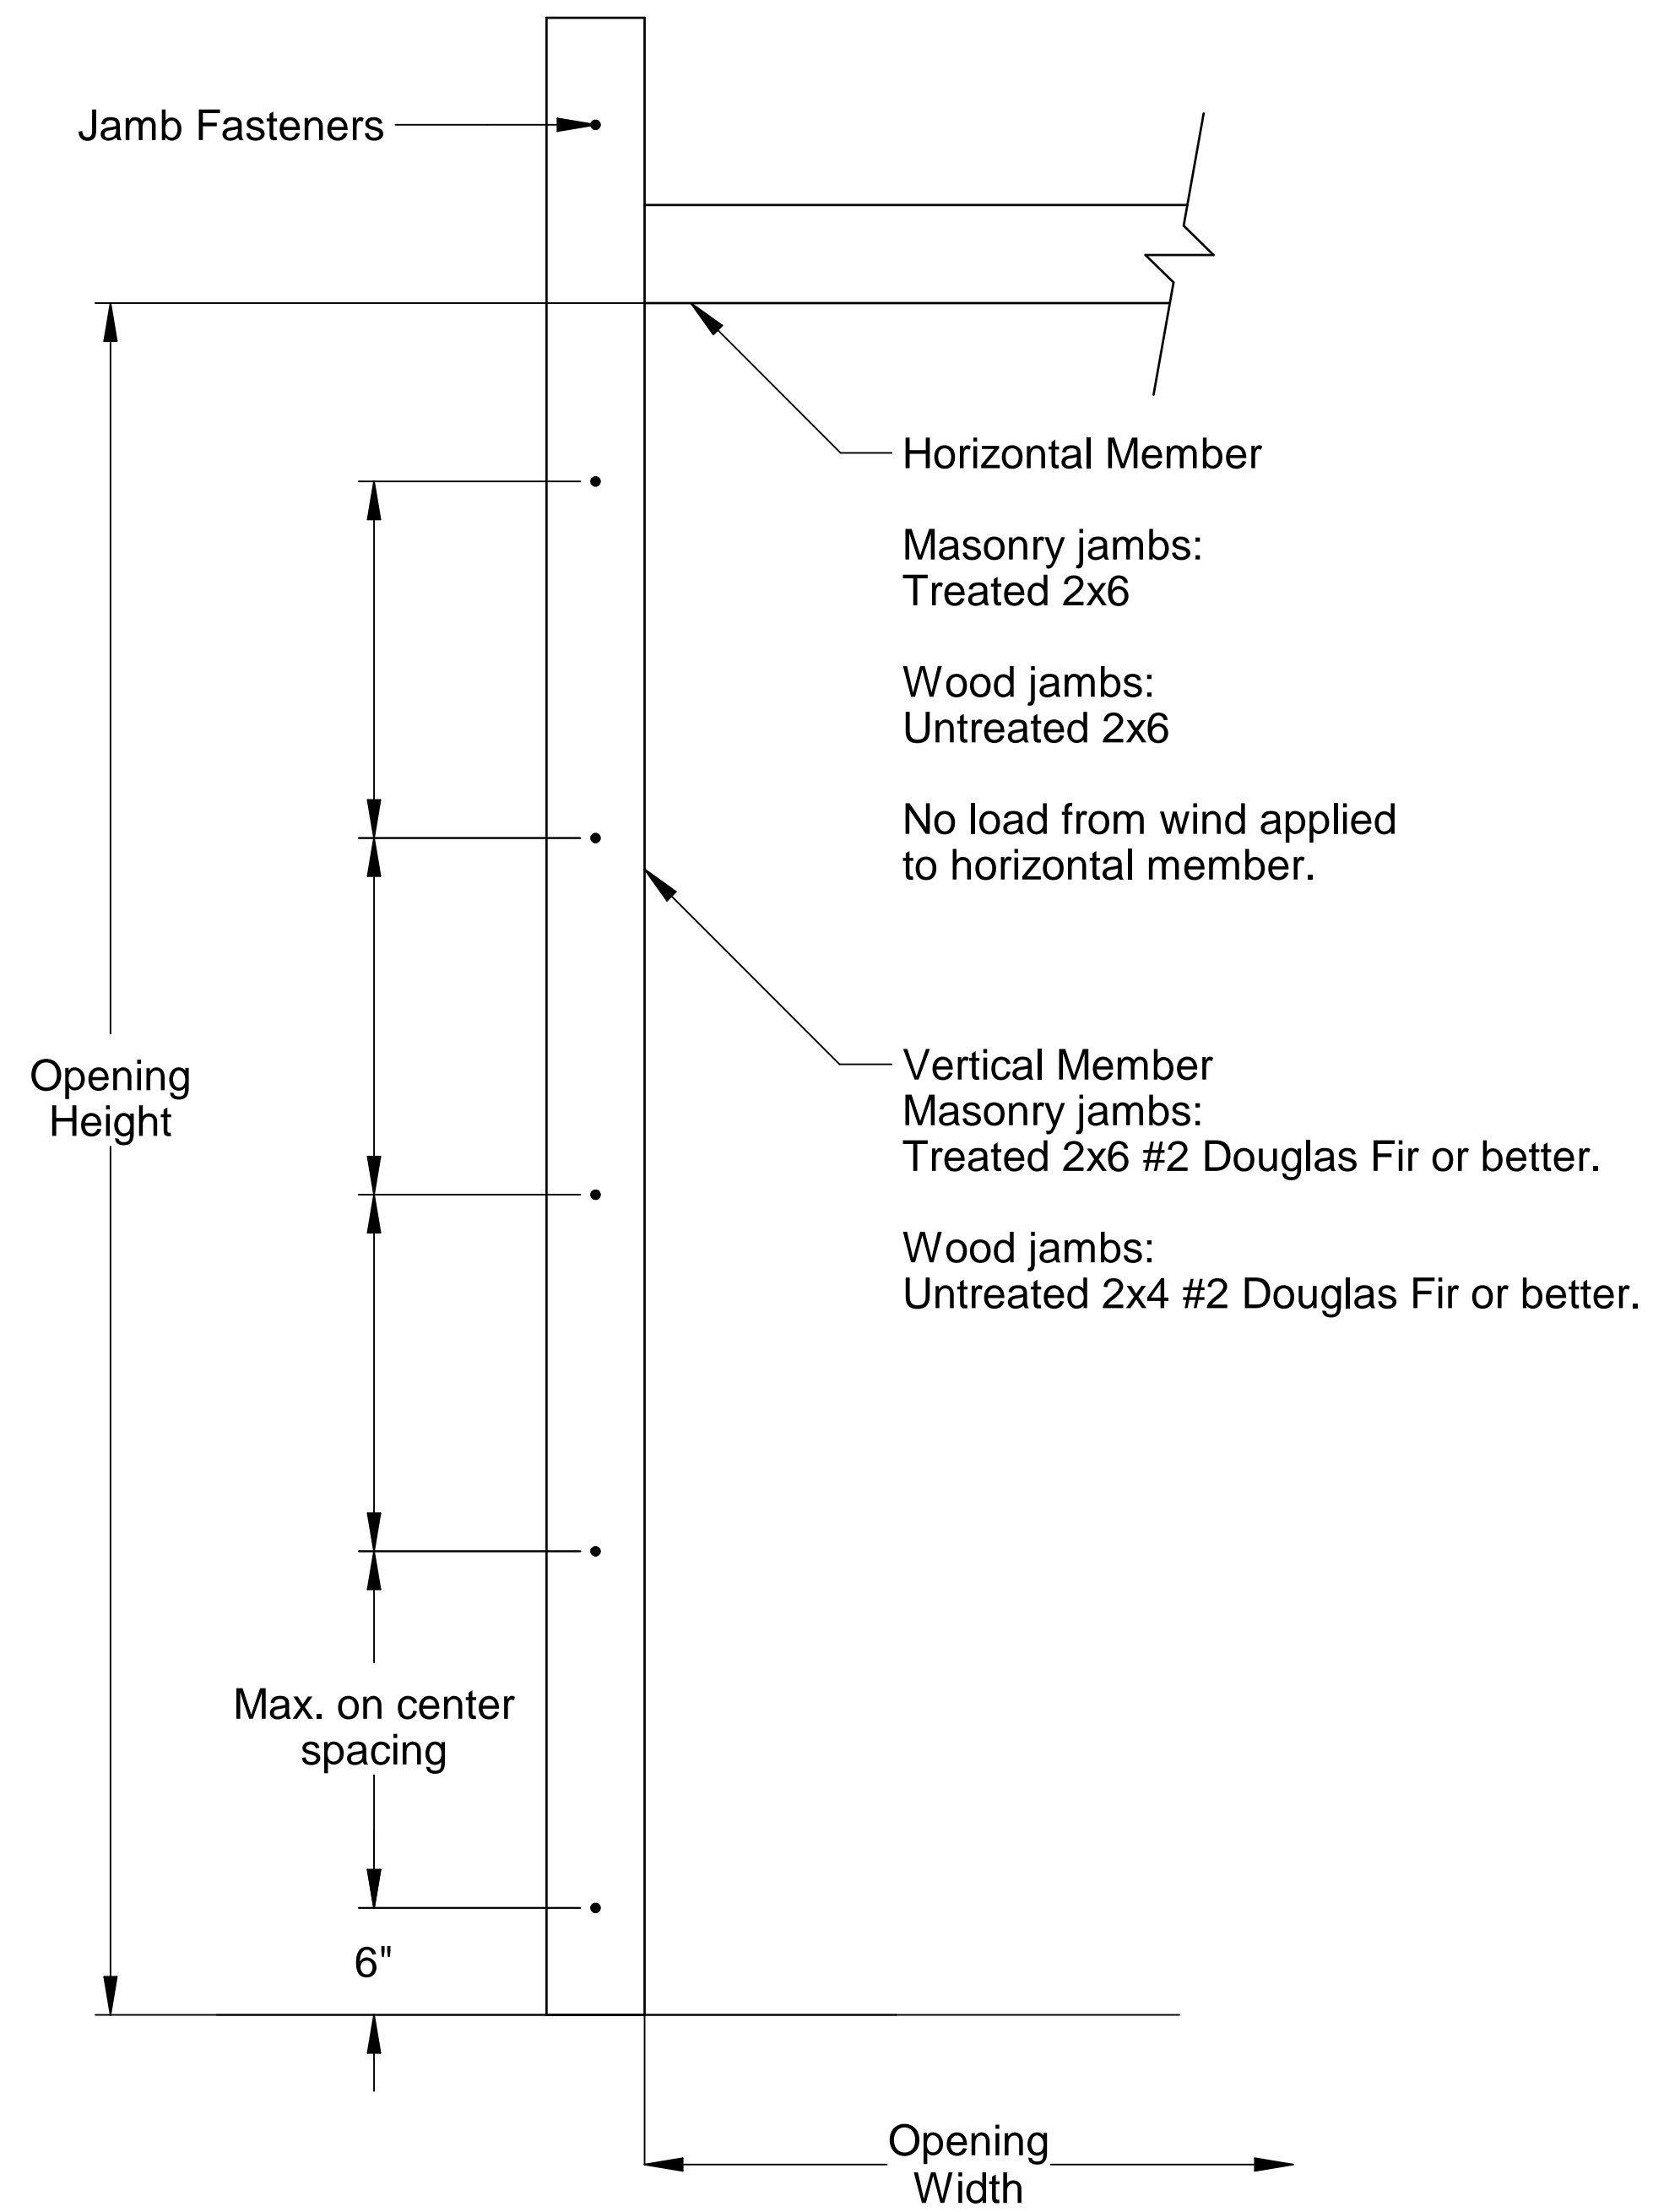 Jamb Fasteners
Horizontal Member
Masonry jambs:
Treated 2x6
Wood jambs:
Untreated 2x6
No load from wind applied
to horizontal member.
Opening
Height
Vertical Member
Masonry jambs:
Treated 2x6 #2 Douglas Fir or better.
Wood jambs:
Untreated 2x4 #2 Douglas Fir or better.
Max. on center
spacing
6"
Opening
Width